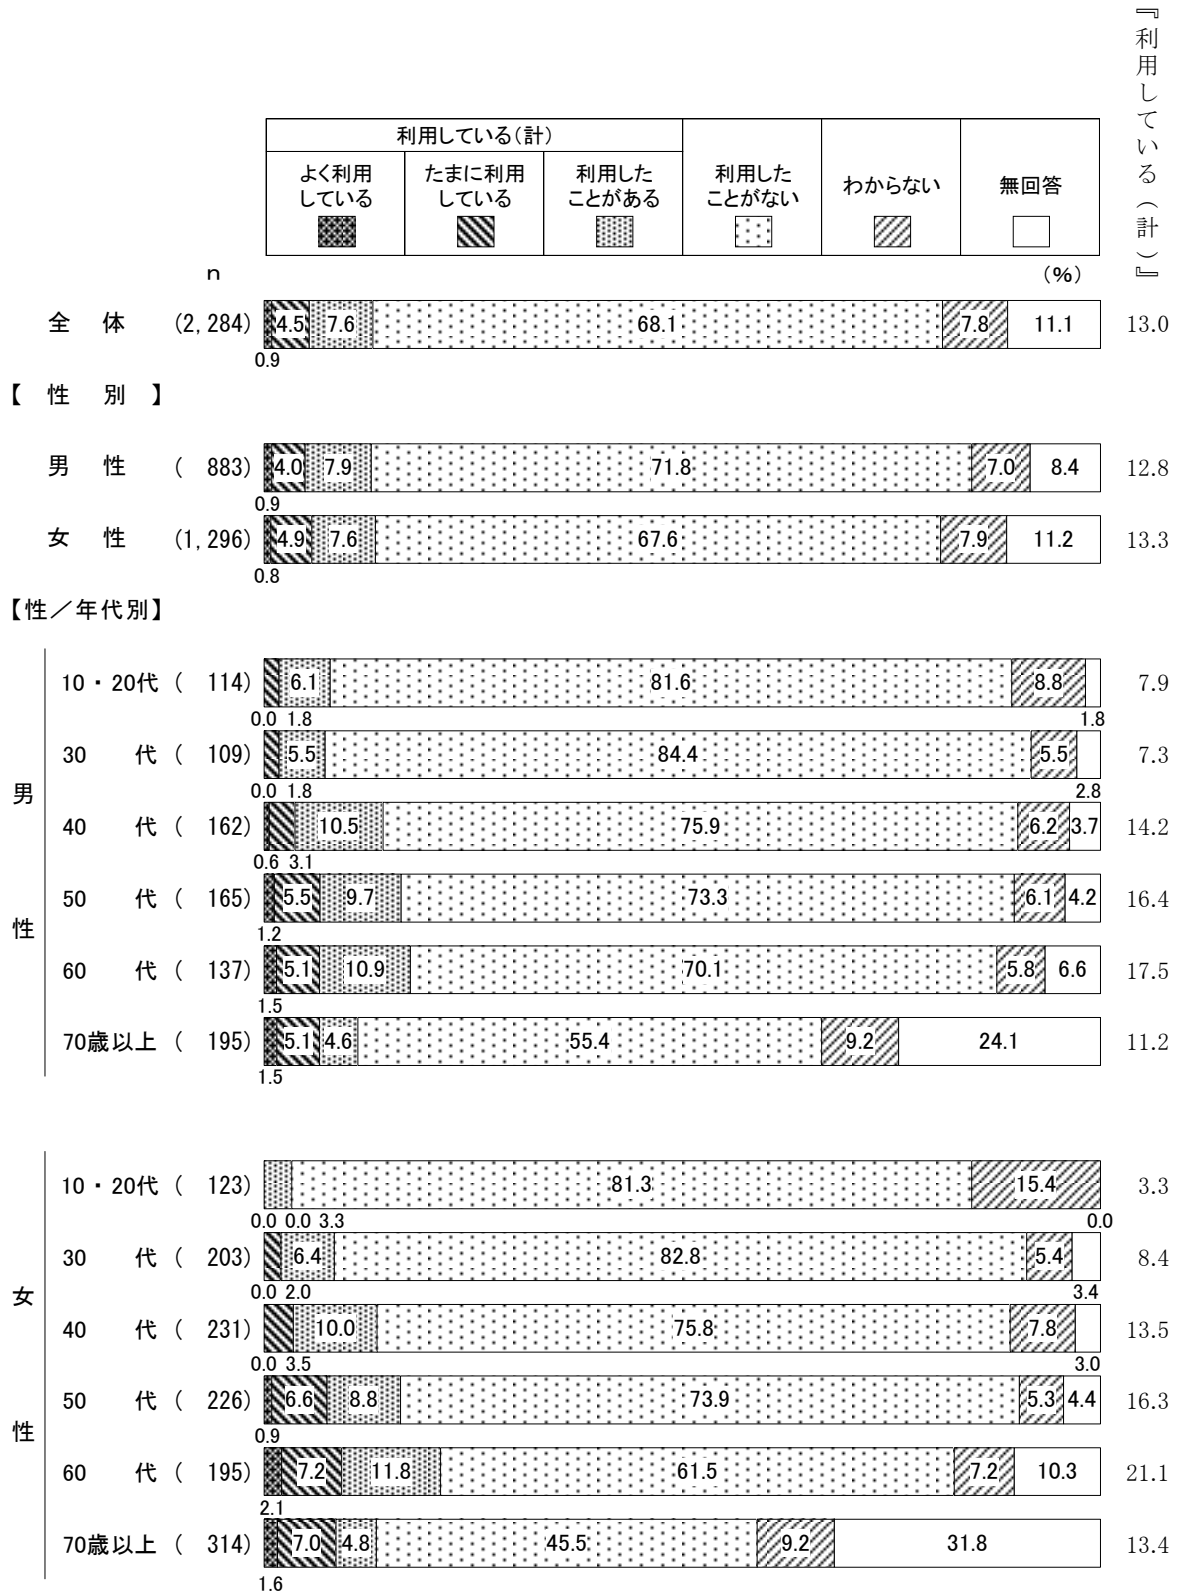 『利用している（計）』
利用している（計）
よく利用
している
たまに利用
している
利用した
ことがある
利用した
ことがない
わからない
無回答
n
（%）
全　体　（2,284） 4.5 7.6 68.1 7.8 11.1 13.0
0.9
【　性　別　】
男　性　（　883） 4.0 7.9 71.8 7.0 8.4 12.8
0.9
女　性　（1,296） 4.9 7.6 67.6 7.9 11.2 13.3
0.8
【性／年代別】
男性
10・20代（　114） 6.1 81.6 8.8 7.9
0.0 1.8 1.8
30　代（　109） 5.5 84.4 5.5 7.3
0.0 1.8 2.8
40　代（　162） 10.5 75.9 6.2 3.7 14.2
0.6 3.1
50　代（　165） 5.5 9.7 73.3 6.1 4.2 16.4
1.2
60　代（　137） 5.1 10.9 70.1 5.8 6.6 17.5
1.5
70歳以上（　195） 5.1 4.6 55.4 9.2 24.1 11.2
1.5
女性
10・20代（　123） 81.3 15.4 3.3
0.0 0.0 3.3 0.0
30　代（　203） 6.4 82.8 5.4 8.4
0.0 2.0 3.4
40　代（　231） 10.0 75.8 7.8 13.5
0.0 3.5 3.0
50　代（　226） 6.6 8.8 73.9 5.3 4.4 16.3
0.9
60　代（　195） 7.2 11.8 61.5 7.2 10.3 21.1
2.1
70歳以上（　314） 7.0 4.8 45.5 9.2 31.8 13.4
1.6